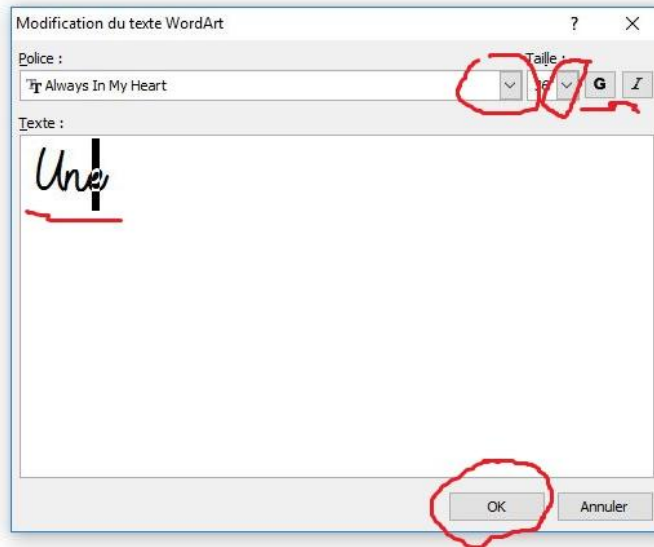 Modification du texte WordArt ? ×
Police : Taille :
Always In My Heart G I
Texte :
Une
OK Annuler